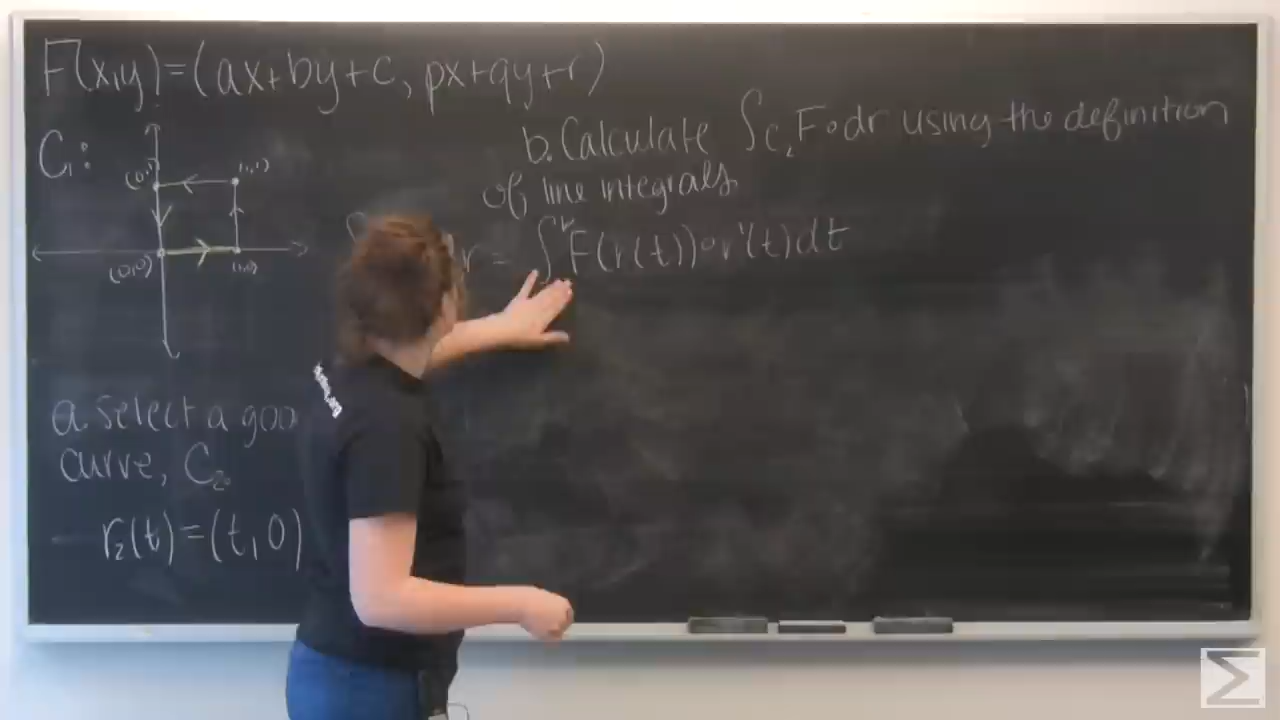 F(x,y)=(ax+by+c, px+qy+r)
b. Calculate ∫C₂ F∘dr using the definition
of line integrals
C₁:
(0,1)
(1,1)
(0,0)
(1,0)
r = ∫ F(r(t))∘r'(t)dt
a. select a goo
curve, C₂.
r₂(t)=(t,0)
Σ